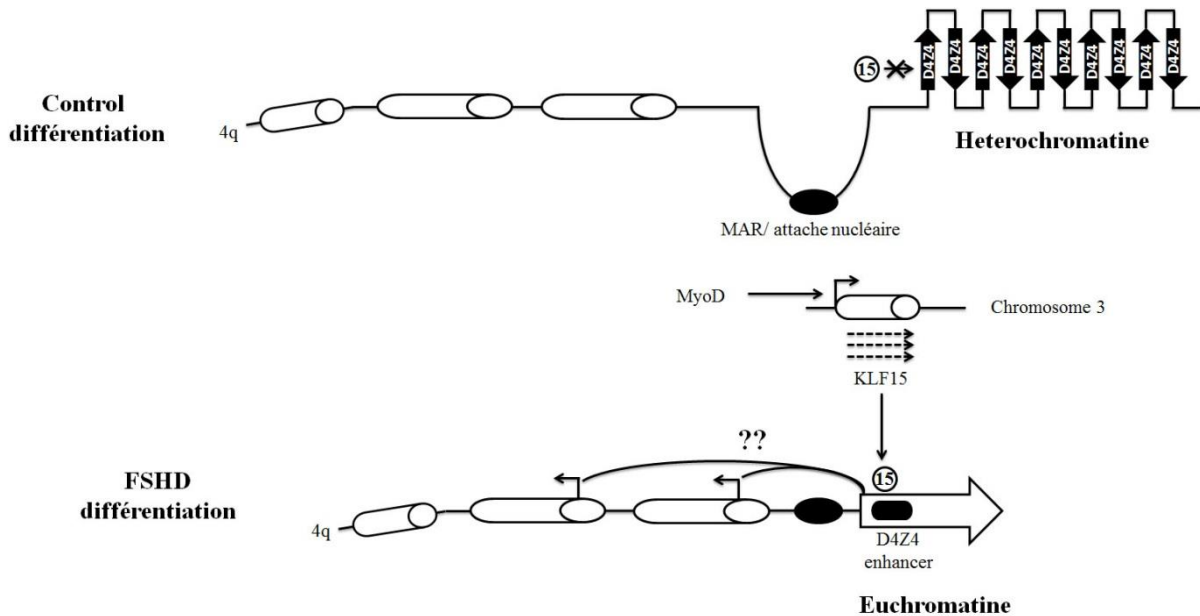 Control
différentiation
4q
15
D4Z4 D4Z4 D4Z4 D4Z4 D4Z4 D4Z4 D4Z4 D4Z4 D4Z4 D4Z4
Heterochromatine
MAR/ attache nucléaire
MyoD
Chromosome 3
KLF15
??
FSHD
différentiation
4q
15
D4Z4
enhancer
Euchromatine